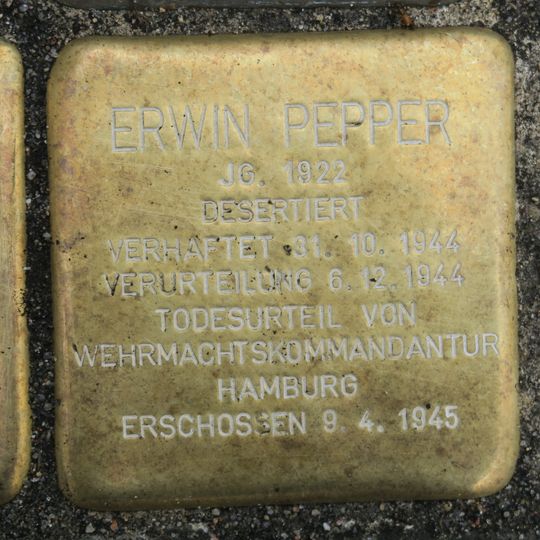 ERWIN PEPPER
JG. 1922
DESERTIERT
VERHAFTET 31. 10. 1944
VERURTEILUNG 6.12.1944
TODESURTEIL VON
WEHRMACHTSKOMMANDANTUR
HAMBURG
ERSCHOSSEN 9. 4. 1945